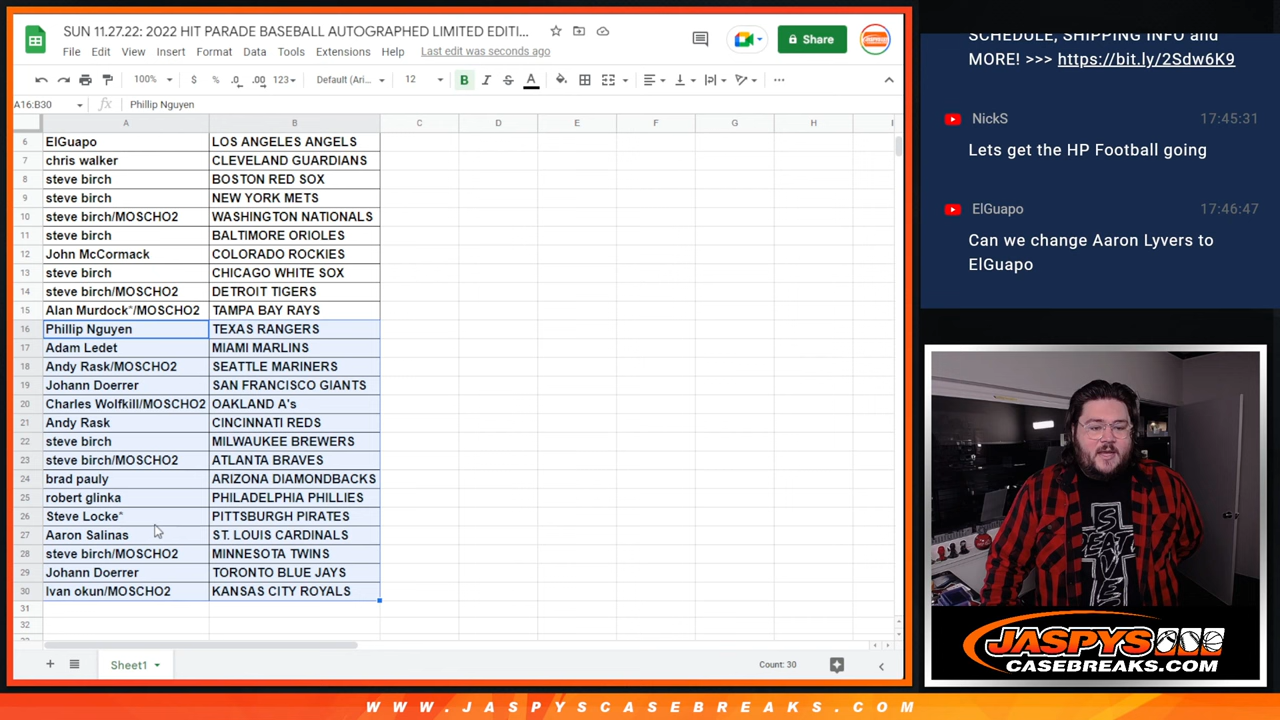 SUN 11.27.22: 2022 HIT PARADE BASEBALL AUTOGRAPHED LIMITED EDITI...
File Edit View Insert Format Data Tools Extensions Help Last edit was seconds ago
Share
100% $ % .0 .00 123 Default (Ari... 12 B I S A
A16:B30 fx Phillip Nguyen
A B C D E F G H I
6 ElGuapo LOS ANGELES ANGELS
7 chris walker CLEVELAND GUARDIANS
8 steve birch BOSTON RED SOX
9 steve birch NEW YORK METS
10 steve birch/MOSCHO2 WASHINGTON NATIONALS
11 steve birch BALTIMORE ORIOLES
12 John McCormack COLORADO ROCKIES
13 steve birch CHICAGO WHITE SOX
14 steve birch/MOSCHO2 DETROIT TIGERS
15 Alan Murdock*/MOSCHO2 TAMPA BAY RAYS
16 Phillip Nguyen TEXAS RANGERS
17 Adam Ledet MIAMI MARLINS
18 Andy Rask/MOSCHO2 SEATTLE MARINERS
19 Johann Doerrer SAN FRANCISCO GIANTS
20 Charles Wolfkill/MOSCHO2 OAKLAND A's
21 Andy Rask CINCINNATI REDS
22 steve birch MILWAUKEE BREWERS
23 steve birch/MOSCHO2 ATLANTA BRAVES
24 brad pauly ARIZONA DIAMONDBACKS
25 robert glinka PHILADELPHIA PHILLIES
26 Steve Locke* PITTSBURGH PIRATES
27 Aaron Salinas ST. LOUIS CARDINALS
28 steve birch/MOSCHO2 MINNESOTA TWINS
29 Johann Doerrer TORONTO BLUE JAYS
30 Ivan okun/MOSCHO2 KANSAS CITY ROYALS
31
32
Sheet1
Count: 30
SCHEDULE, SHIPPING INFO and
MORE! >>> https://bit.ly/2Sdw6K9
NickS 17:45:31
Lets get the HP Football going
ElGuapo 17:46:47
Can we change Aaron Lyvers to
ElGuapo
JASPYS
CASEBREAKS.COM
WWW.JASPYSCASEBREAKS.COM